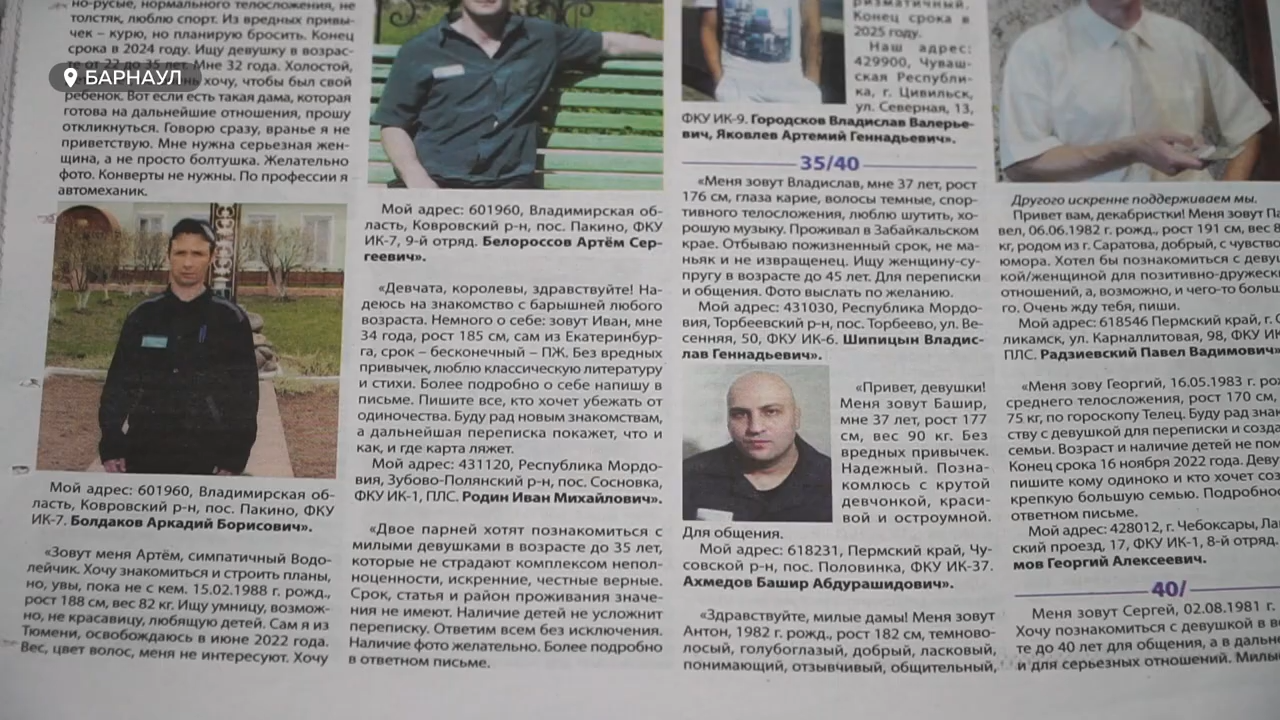 БАРНАУЛ
но-русые, нормального телосложения, не
толстяк, люблю спорт. Из вредных привы-
чек – курю, но планирую бросить. Конец
срока в 2024 году. Ищу девушку в возрас-
те от 22 до 35 лет. Мне 32 года. Холостой,
хочу, чтобы был свой
ребенок. Вот если есть такая дама, которая
готова на дальнейшие отношения, прошу
откликнуться. Говорю сразу, вранье я не
приветствую. Мне нужна серьезная жен-
щина, а не просто болтушка. Желательно
фото. Конверты не нужны. По профессии я
автомеханик.
Мой адрес: 601960, Владимирская об-
ласть, Ковровский р-н, пос. Пакино, ФКУ
ИК-7. Болдаков Аркадий Борисович».
«Зовут меня Артём, симпатичный Водо-
лейчик. Хочу знакомиться и строить планы,
но, увы, пока не с кем. 15.02.1988 г. рожд.,
рост 188 см, вес 82 кг. Ищу умницу, возмож-
но, не красавицу, любящую детей. Сам я из
Тюмени, освобождаюсь в июне 2022 года.
Вес, цвет волос, меня не интересуют. Хочу
Мой адрес: 601960, Владимирская об-
ласть, Ковровский р-н, пос. Пакино, ФКУ
ИК-7, 9-й отряд. Белороссов Артём Сер-
геевич».
«Девчата, королевы, здравствуйте! На-
деюсь на знакомство с барышней любого
возраста. Немного о себе: зовут Иван, мне
34 года, рост 185 см, сам из Екатеринбур-
га, срок – бесконечный – ПЖ. Без вредных
привычек, люблю классическую литературу
и стихи. Более подробно о себе напишу в
письме. Пишите все, кто хочет убежать от
одиночества. Буду рад новым знакомствам,
а дальнейшая переписка покажет, что и
как, и где карта ляжет.
Мой адрес: 431120, Республика Мордо-
вия, Зубово-Полянский р-н, пос. Сосновка,
ФКУ ИК-1, ПЛС. Родин Иван Михайлович».
«Двое парней хотят познакомиться с
милыми девушками в возрасте до 35 лет,
которые не страдают комплексом непол-
ноценности, искренние, честные верные.
Срок, статья и район проживания значе-
ния не имеют. Наличие детей не усложнит
переписку. Ответим всем без исключения.
Наличие фото желательно. Более подробно
в ответном письме.
ризматичный.
Конец срока в
2025 году.
Наш адрес:
429900, Чуваш-
ская Республи-
ка, г. Цивильск,
ул. Северная, 13,
ФКУ ИК-9. Городсков Владислав Валерье-
вич, Яковлев Артемий Геннадьевич».
35/40
«Меня зовут Владислав, мне 37 лет, рост
176 см, глаза карие, волосы темные, спор-
тивного телосложения, люблю шутить, хо-
рошую музыку. Проживал в Забайкальском
крае. Отбываю пожизненный срок, не ма-
ньяк и не извращенец. Ищу женщину-су-
пругу в возрасте до 45 лет. Для переписки
и общения. Фото выслать по желанию.
Мой адрес: 431030, Республика Мордо-
вия, Торбеевский р-н, пос. Торбеево, ул. Ве-
сенняя, 50, ФКУ ИК-6. Шипицын Владис-
лав Геннадьевич».
«Привет, девушки!
Меня зовут Башир,
мне 37 лет, рост 177
см, вес 90 кг. Без
вредных привычек.
Надежный. Позна-
комлюсь с крутой
девчонкой, краси-
вой и остроумной.
Для общения.
Мой адрес: 618231, Пермский край, Чу-
совской р-н, пос. Половинка, ФКУ ИК-37.
Ахмедов Башир Абдурашидович».
«Здравствуйте, милые дамы! Меня зовут
Антон, 1982 г. рожд., рост 182 см, темново-
лосый, голубоглазый, добрый, ласковый,
понимающий, отзывчивый, общительный,
Другого искренне поддерживаем мы.
Привет вам, декабристки! Меня зовут Па
вел, 06.06.1982 г. рожд., рост 191 см, вес 8
кг, родом из г. Саратова, добрый, с чувство
юмора. Хотел бы познакомиться с девуш
кой/женщиной для позитивно-дружеск
отношений, а, возможно, и чего-то больш
го. Очень жду тебя, пиши.
Мой адрес: 618546 Пермский край, г. С
ликамск, ул. Карналлитовая, 98, ФКУ ИК
ПЛС. Радзиевский Павел Вадимович»
«Меня зову Георгий, 16.05.1983 г. рож
среднего телосложения, рост 170 см,
75 кг, по гороскопу Телец. Буду рад знак
ству с девушкой для переписки и созда
семьи. Возраст и наличие детей не пом
Конец срока 16 ноября 2022 года. Деву
пишите кому одиноко и кто хочет соз
крепкую большую семью. Подробно
ответном письме.
Мой адрес: 428012, г. Чебоксары, Ла
ский проезд, 17, ФКУ ИК-1, 8-й отряд.
мов Георгий Алексеевич.
40/
Меня зовут Сергей, 02.08.1981 г.
Хочу познакомиться с девушкой в во
те до 40 лет для общения, а в дальн
и для серьезных отношений. Милы